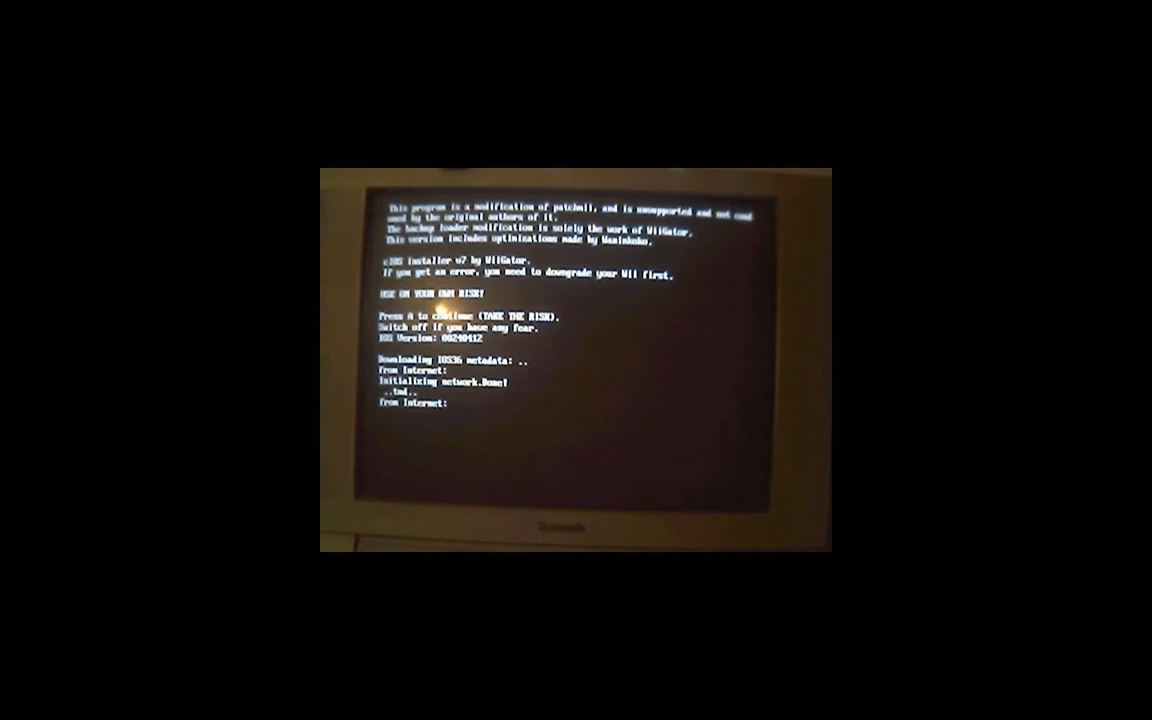 This program is a modification of patchmii, and is unsupported and not cond
oned by the original authors of it.
The backup loader modification is solely the work of WiiGator.
This version includes optimizations made by Waninkoko.
cIOS installer v7 by WiiGator.
If you get an error, you need to downgrade your Wii first.
USE ON YOUR OWN RISK!
Press A to continue (TAKE THE RISK).
Switch off if you have any fear.
IOS Version: 00240412
Downloading IOS36 metadata: ..
from Internet:
Initializing network.Done!
..tmd..
from Internet: